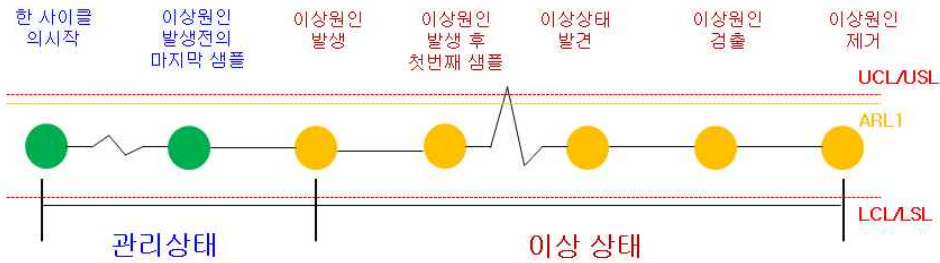 한 사이클
의시작
이상원인
발생전의
마지막 샘플
이상원인
발생
이상원인
발생 후
첫번째 샘플
이상상태
발견
이상원인
검출
이상원인
제거
UCL/USL
ARL1
LCL/LSL
관리상태
이상 상태